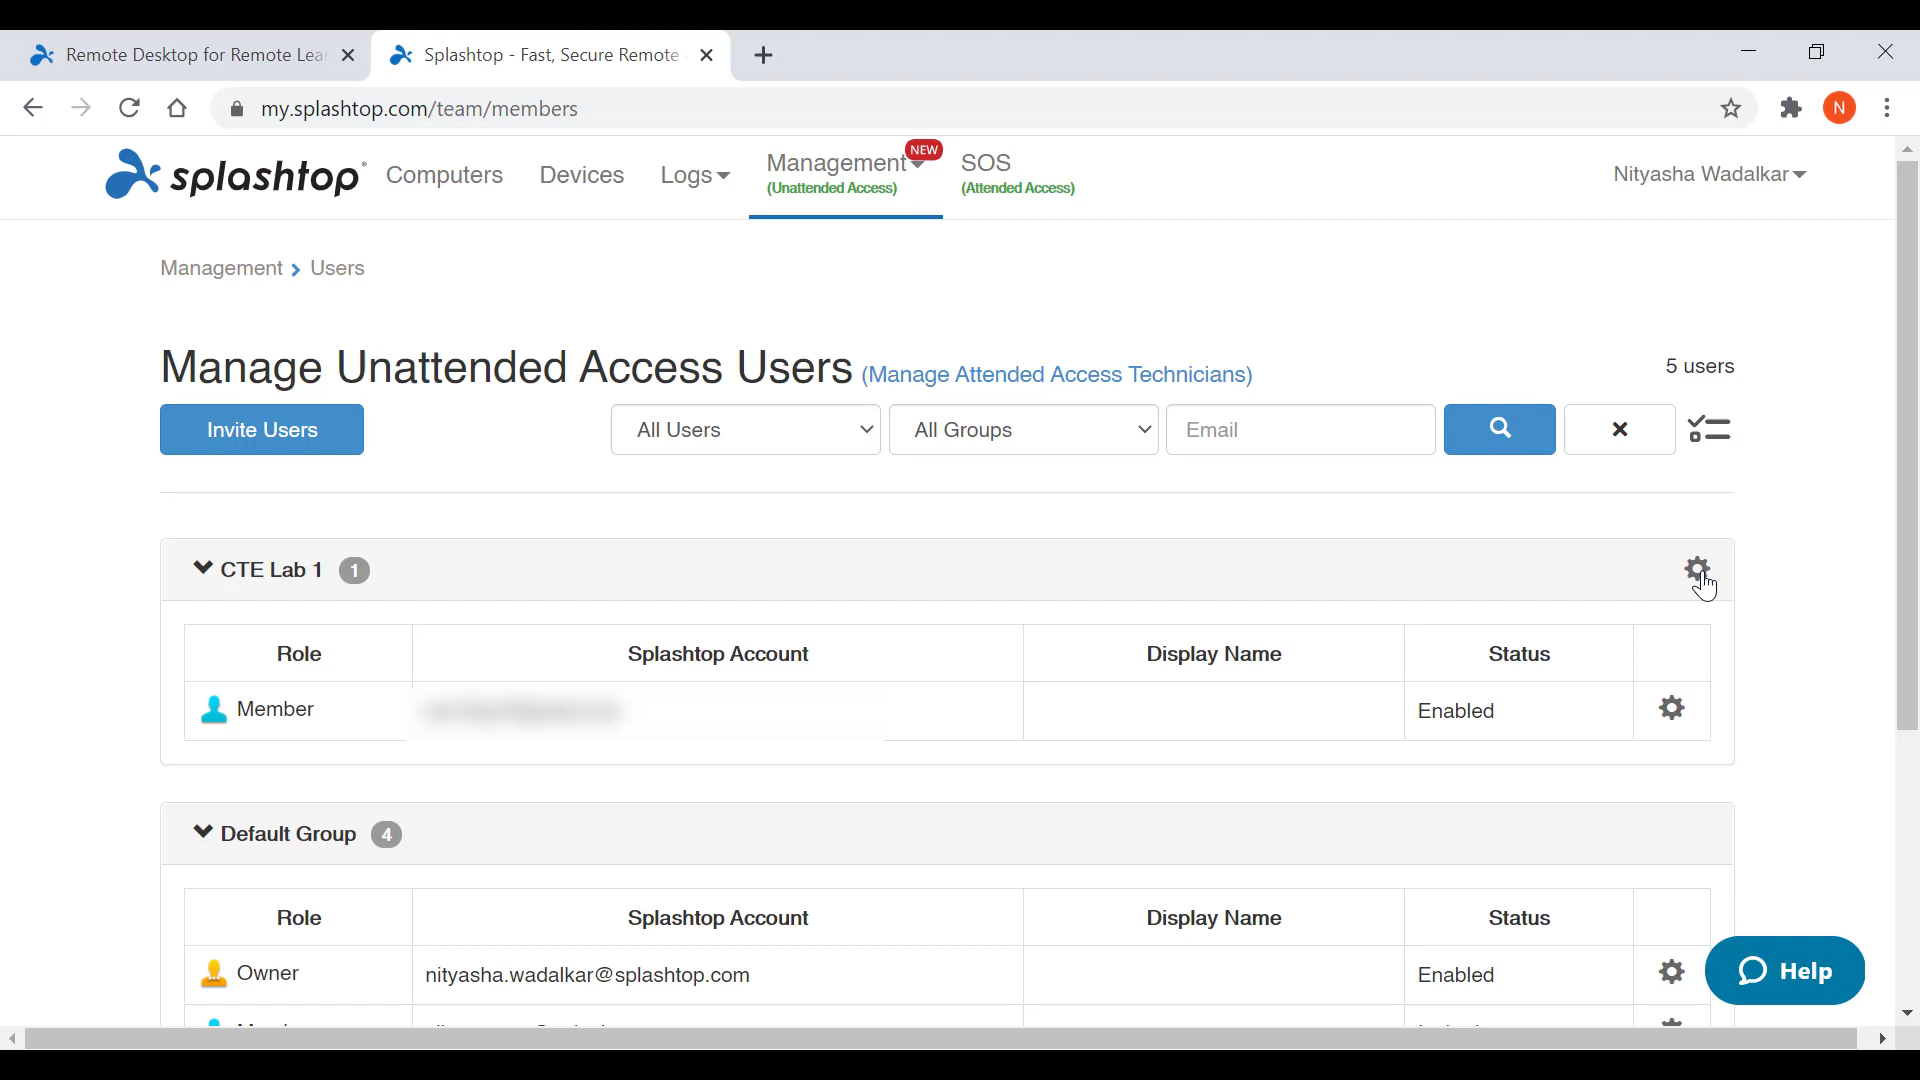 Remote Desktop for Remote Lea
Splashtop - Fast, Secure Remote
my.splashtop.com/team/members
N
splashtop®
Computers
Devices
Logs
Management
NEW
(Unattended Access)
SOS
(Attended Access)
Nityasha Wadalkar
Management > Users
Manage Unattended Access Users (Manage Attended Access Technicians)
5 users
Invite Users
All Users
All Groups
Email
CTE Lab 1 1
Role Splashtop Account Display Name Status
Member Enabled
Default Group 4
Role Splashtop Account Display Name Status
Owner nityasha.wadalkar@splashtop.com Enabled
Help